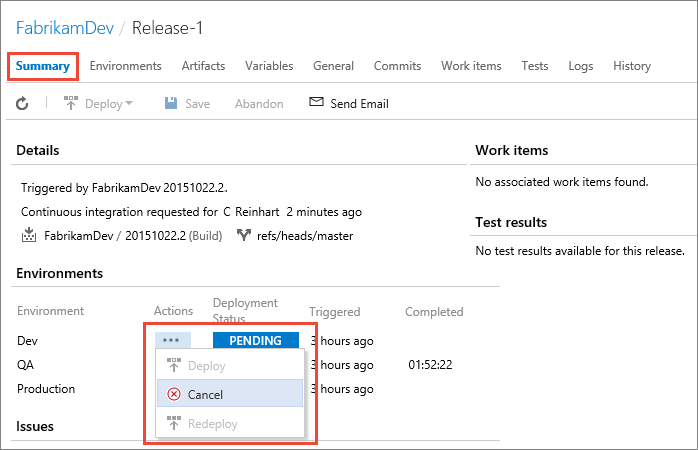 FabrikamDev / Release-1
Summary Environments Artifacts Variables General Commits Work items Tests Logs History
Deploy Save Abandon Send Email
Details
Work items
Triggered by FabrikamDev 20151022.2.
No associated work items found.
Continuous integration requested for C Reinhart 2 minutes ago
Test results
FabrikamDev / 20151022.2 (Build) refs/heads/master
No test results available for this release.
Environments
Environment Actions Deployment Status Triggered Completed
Dev ... PENDING 3 hours ago
QA 3 hours ago 01:52:22
Production 3 hours ago
Deploy
Cancel
Redeploy
Issues